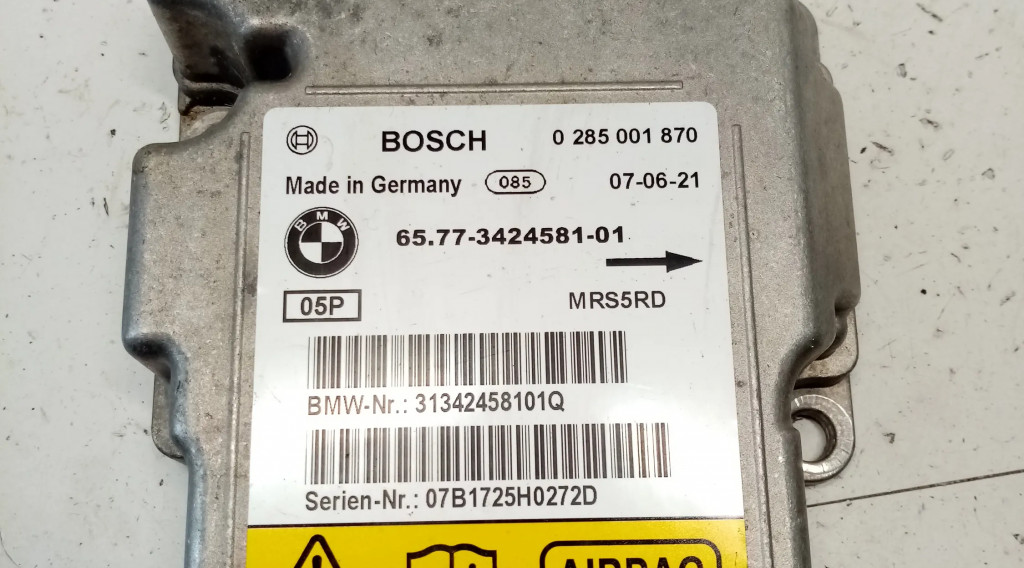 BOSCH 0 285 001 870
Made in Germany 085 07-06-21
BMW 65.77-3424581-01
05P MRS5RD
BMW-Nr.: 31342458101Q
Serien-Nr.: 07B1725H0272D
AIRBAG